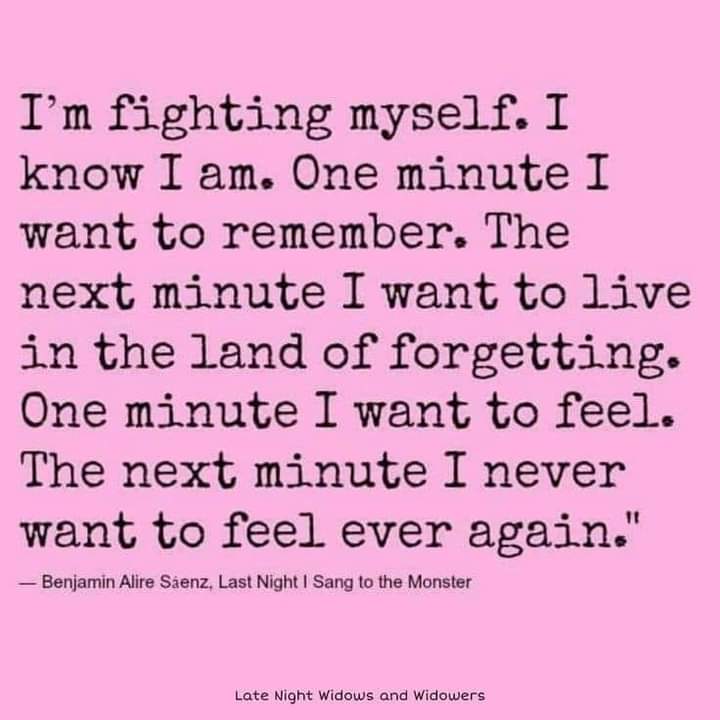 I'm fighting myself. I
know I am. One minute I
want to remember. The
next minute I want to live
in the land of forgetting.
One minute I want to feel.
The next minute I never
want to feel ever again."
— Benjamin Alire Sáenz, Last Night I Sang to the Monster
Late Night Widows and Widowers